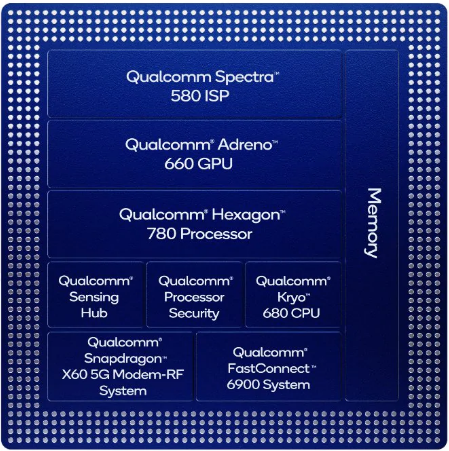 Qualcomm Spectra™
580 ISP
Qualcomm® Adreno™
660 GPU
Qualcomm® Hexagon™
780 Processor
Qualcomm®
Sensing
Hub
Qualcomm®
Processor
Security
Qualcomm®
Kryo™
680 CPU
Qualcomm®
Snapdragon™
X60 5G Modem-RF
System
Qualcomm®
FastConnect™
6900 System
Memory